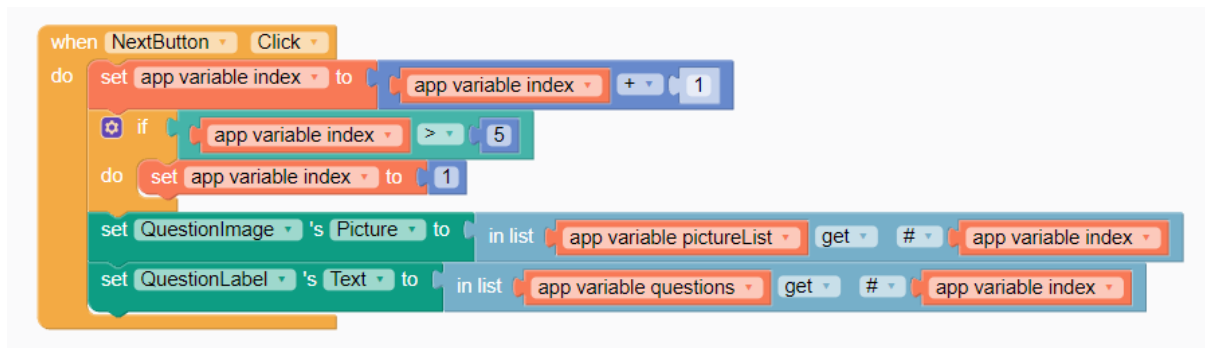 when NextButton Click
do set app variable index to app variable index + 1
if app variable index > 5
do set app variable index to 1
set QuestionImage 's Picture to in list app variable pictureList get # app variable index
set QuestionLabel 's Text to in list app variable questions get # app variable index